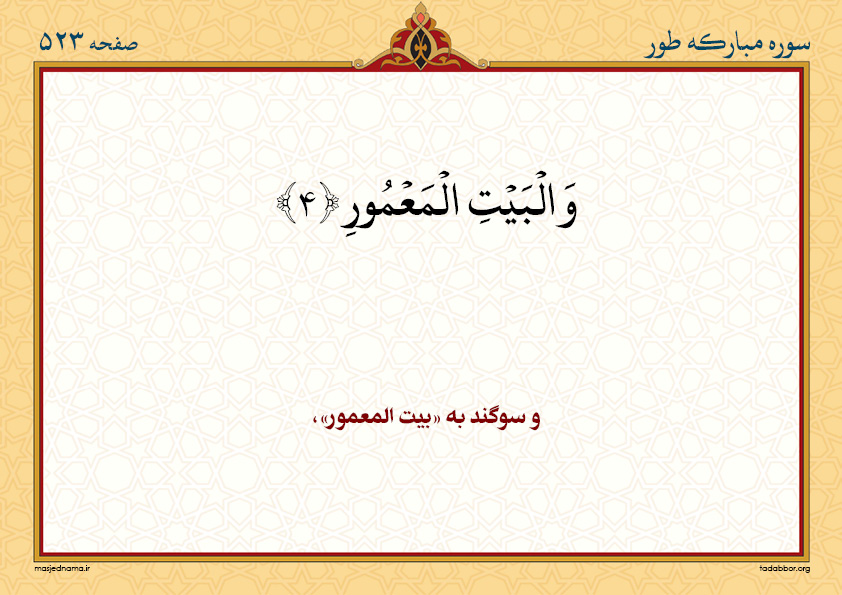 سوره مبارکه طور
صفحه ۵۲۳
وَالْبَيْتِ الْمَعْمُورِ ﴿۴﴾
و سوگند به «بیت المعمور»،
masjednama.ir
tadabbor.org